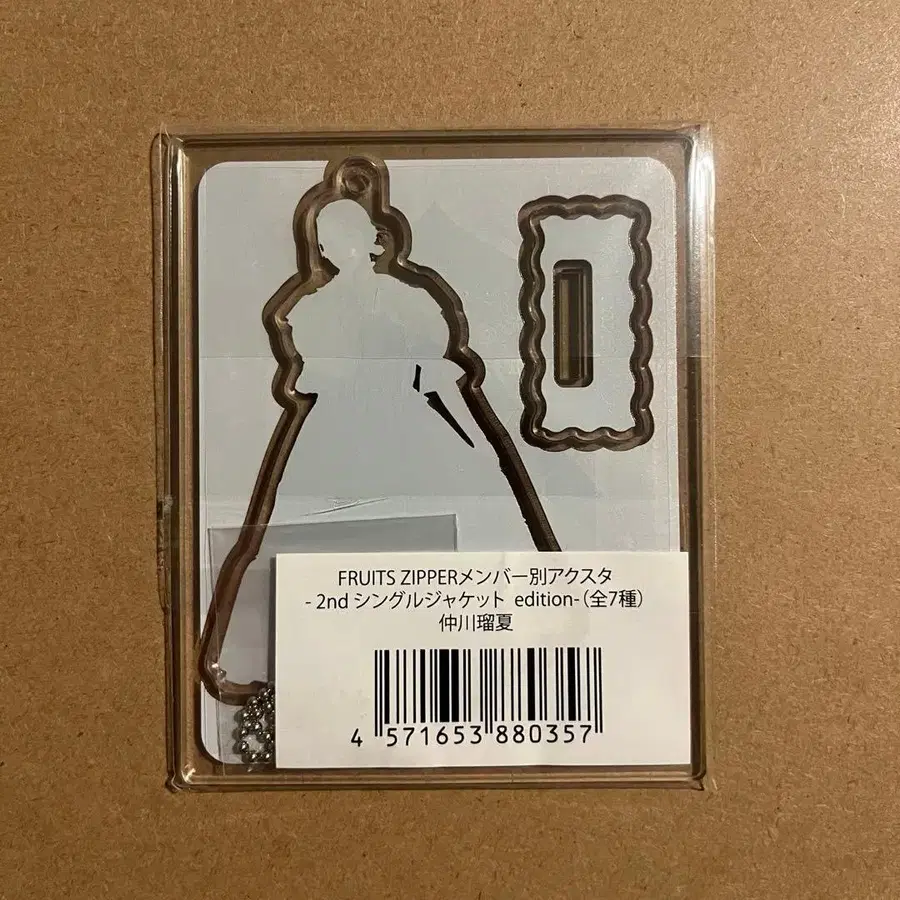 FRUITS ZIPPERメンバー別アクスタ
- 2nd シングルジャケット edition-（全7種）
仲川瑠夏
4 571653 880357